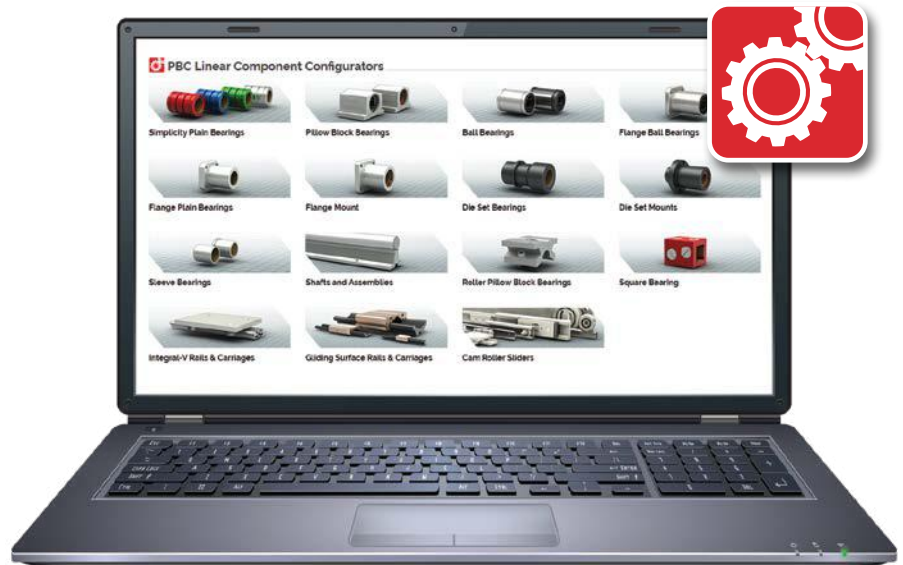 PBC Linear Component Configurators
Simplicity Plain Bearings
Pillow Block Bearings
Ball Bearings
Flange Ball Bearings
Flange Plain Bearings
Flange Mount
Die Set Bearings
Die Set Mounts
Sleeve Bearings
Shafts and Assemblies
Roller Pillow Block Bearings
Square Bearing
Integral-V Rails & Carriages
Gliding Surface Rails & Carriages
Cam Roller Sliders